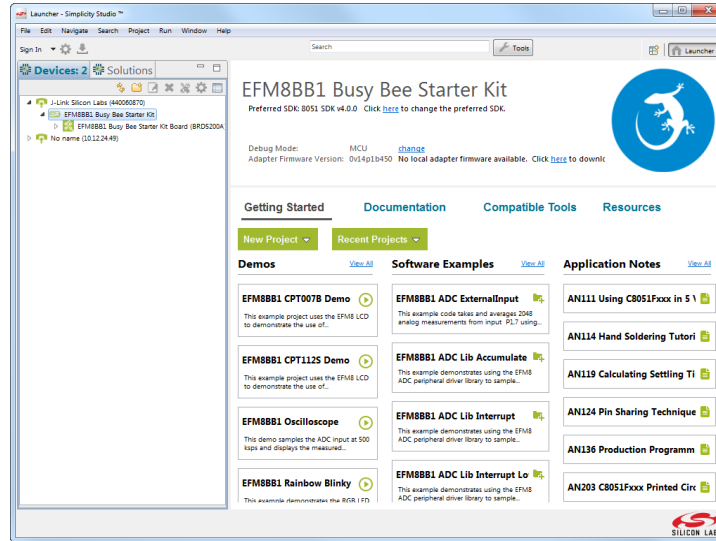 Launcher - Simplicity Studio ™
File Edit Navigate Search Project Run Window Help
Sign In
Search
Tools
Launcher
Devices: 2 Solutions
J-Link Silicon Labs (440060870)
EFM8BB1 Busy Bee Starter Kit
EFM8BB1 Busy Bee Starter Kit Board (BRD5200A
No name (10.12.24.49)
EFM8BB1 Busy Bee Starter Kit
Preferred SDK: 8051 SDK v4.0.0 Click here to change the preferred SDK.
Debug Mode: MCU change
Adapter Firmware Version: 0v14p1b450 No local adapter firmware available. Click here to downlc
Getting Started Documentation Compatible Tools Resources
New Project Recent Projects
Demos View All
EFM8BB1 CPT007B Demo
This example project uses the EFM8 LCD
to demonstrate the use of...
EFM8BB1 CPT112S Demo
This example project uses the EFM8 LCD
to demonstrate the use of...
EFM8BB1 Oscilloscope
This demo samples the ADC input at 500
ksps and displays the measured...
EFM8BB1 Rainbow Blinky
This example demonstrates the RGB LED
Software Examples View All
EFM8BB1 ADC ExternalInput
This example code takes and averages 2048
analog measurements from input P1.7 using...
EFM8BB1 ADC Lib Accumulate
This example demonstrates using the EFM8
ADC peripheral driver library to sample...
EFM8BB1 ADC Lib Interrupt
This example demonstrates using the EFM8
ADC peripheral driver library to sample...
EFM8BB1 ADC Lib Interrupt Lo
This example demonstrates using the EFM8
ADC peripheral driver library to sample...
Application Notes View All
AN111 Using C8051Fxxx in 5 V
AN114 Hand Soldering Tutori
AN119 Calculating Settling Ti
AN124 Pin Sharing Technique
AN136 Production Programm
AN203 C8051Fxxx Printed Circ
SILICON LAB